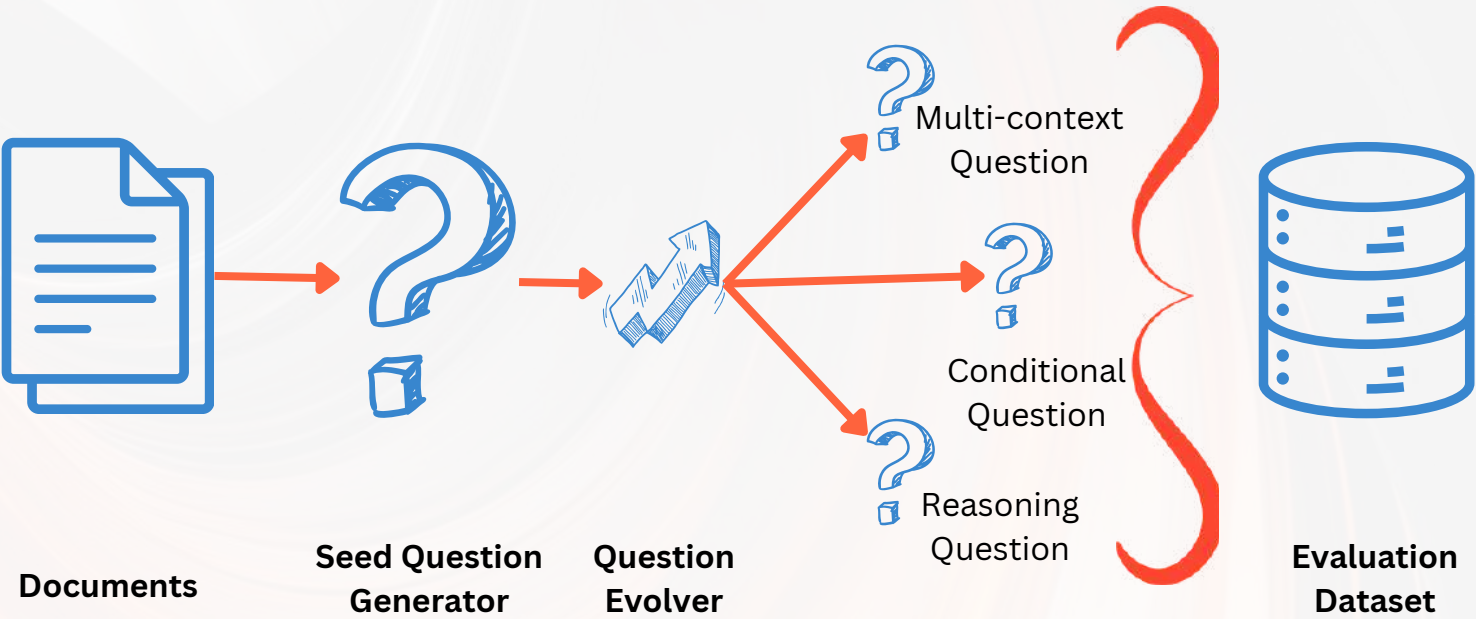 Multi-context
Question
Conditional
Question
Reasoning
Question
Documents
Seed Question
Generator
Question
Evolver
Evaluation
Dataset